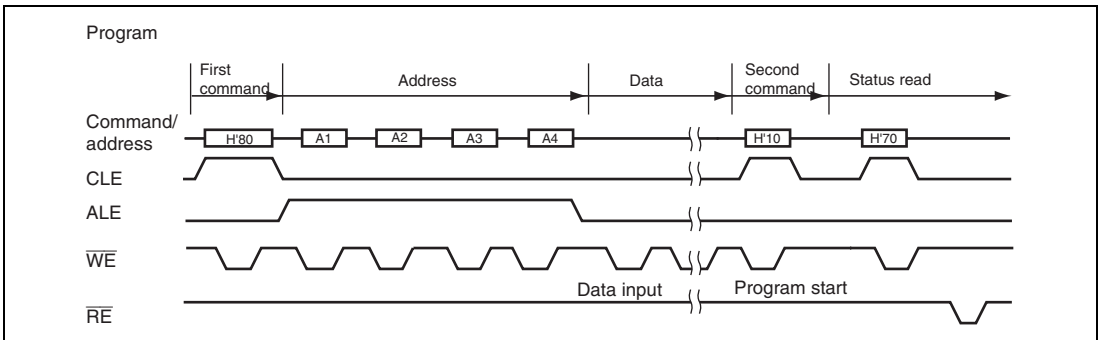 Program
First
command
Address
Data
Second
command
Status read
Command/
address
H'80
A1
A2
A3
A4
H'10
H'70
CLE
ALE
WE
Data input
Program start
RE